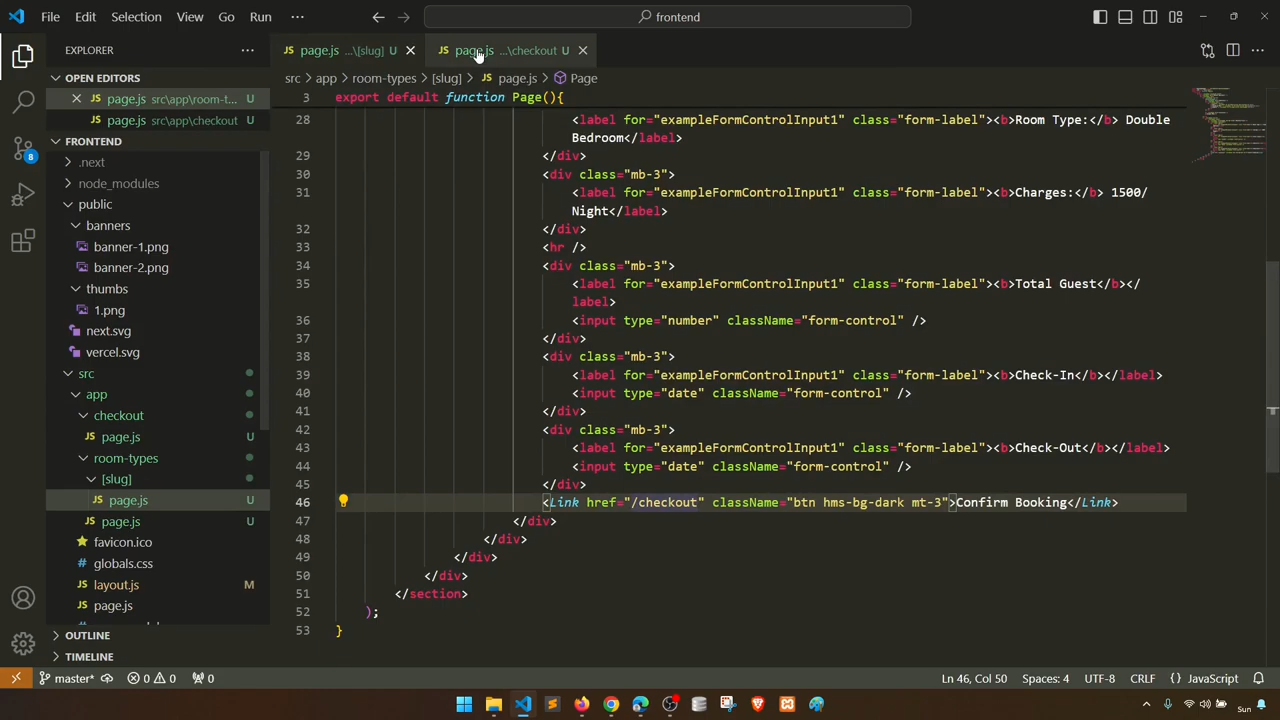 File Edit Selection View Go Run ··· frontend
EXPLORER ···
OPEN EDITORS
page.js src\app\room-t... U
page.js src\app\checkout U
FRONTEND
.next
node_modules
public
banners
banner-1.png
banner-2.png
thumbs
1.png
next.svg
vercel.svg
src
app
checkout
page.js U
room-types
[slug]
page.js U
page.js U
favicon.ico
globals.css
layout.js M
page.js
OUTLINE
TIMELINE
8
page.js ...\[slug] U
page.js ...\checkout U
src > app > room-types > [slug] > page.js > Page
3 export default function Page(){
28 <label for="exampleFormControlInput1" class="form-label"><b>Room Type:</b> Double
Bedroom</label>
29 </div>
30 <div class="mb-3">
31 <label for="exampleFormControlInput1" class="form-label"><b>Charges:</b> 1500/
Night</label>
32 </div>
33 <hr />
34 <div class="mb-3">
35 <label for="exampleFormControlInput1" class="form-label"><b>Total Guest</b></
label>
36 <input type="number" className="form-control" />
37 </div>
38 <div class="mb-3">
39 <label for="exampleFormControlInput1" class="form-label"><b>Check-In</b></label>
40 <input type="date" className="form-control" />
41 </div>
42 <div class="mb-3">
43 <label for="exampleFormControlInput1" class="form-label"><b>Check-Out</b></label>
44 <input type="date" className="form-control" />
45 </div>
46 <Link href="/checkout" className="btn hms-bg-dark mt-3">Confirm Booking</Link>
47 </div>
48 </div>
49 </div>
50 </div>
51 </section>
52 );
53 }
master* 0 0 0 Ln 46, Col 50 Spaces: 4 UTF-8 CRLF {} JavaScript
Sun